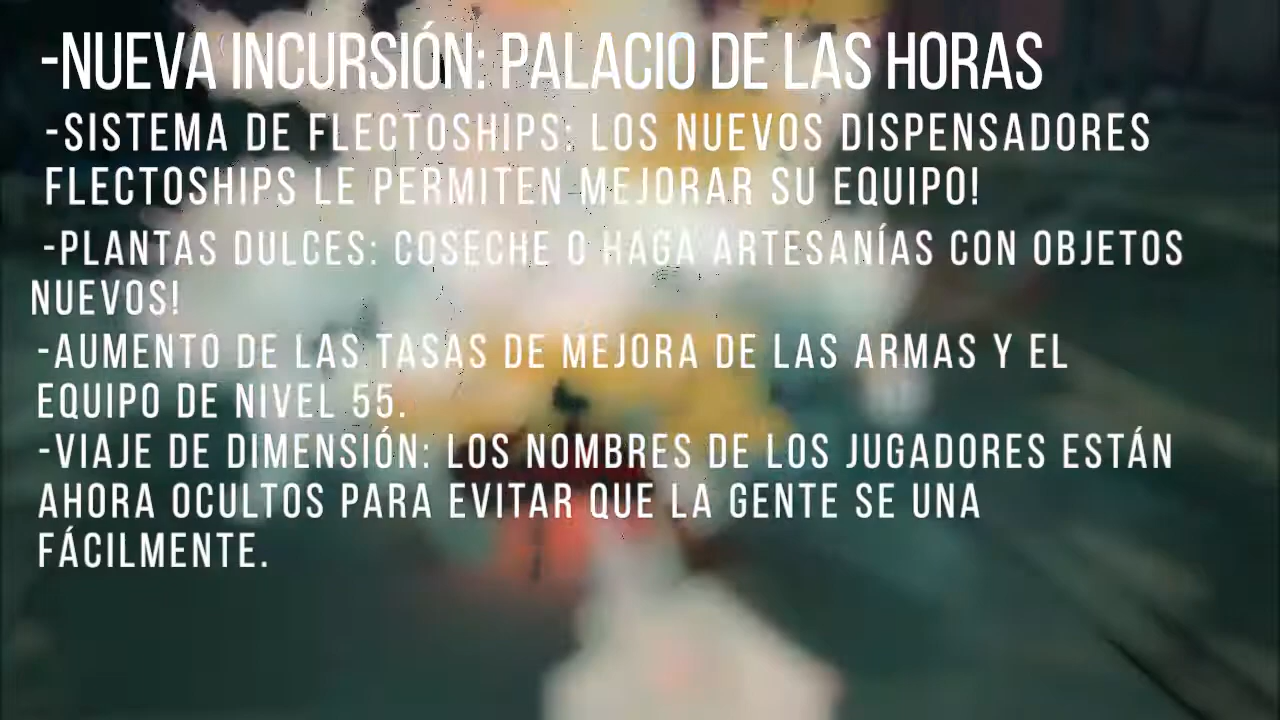 -NUEVA INCURSIÓN: PALACIO DE LAS HORAS
-SISTEMA DE FLECTOSHIPS: LOS NUEVOS DISPENSADORES
FLECTOSHIPS LE PERMITEN MEJORAR SU EQUIPO!
-PLANTAS DULCES: COSECHE O HAGA ARTESANÍAS CON OBJETOS
NUEVOS!
-AUMENTO DE LAS TASAS DE MEJORA DE LAS ARMAS Y EL
EQUIPO DE NIVEL 55.
-VIAJE DE DIMENSIÓN: LOS NOMBRES DE LOS JUGADORES ESTÁN
AHORA OCULTOS PARA EVITAR QUE LA GENTE SE UNA
FÁCILMENTE.